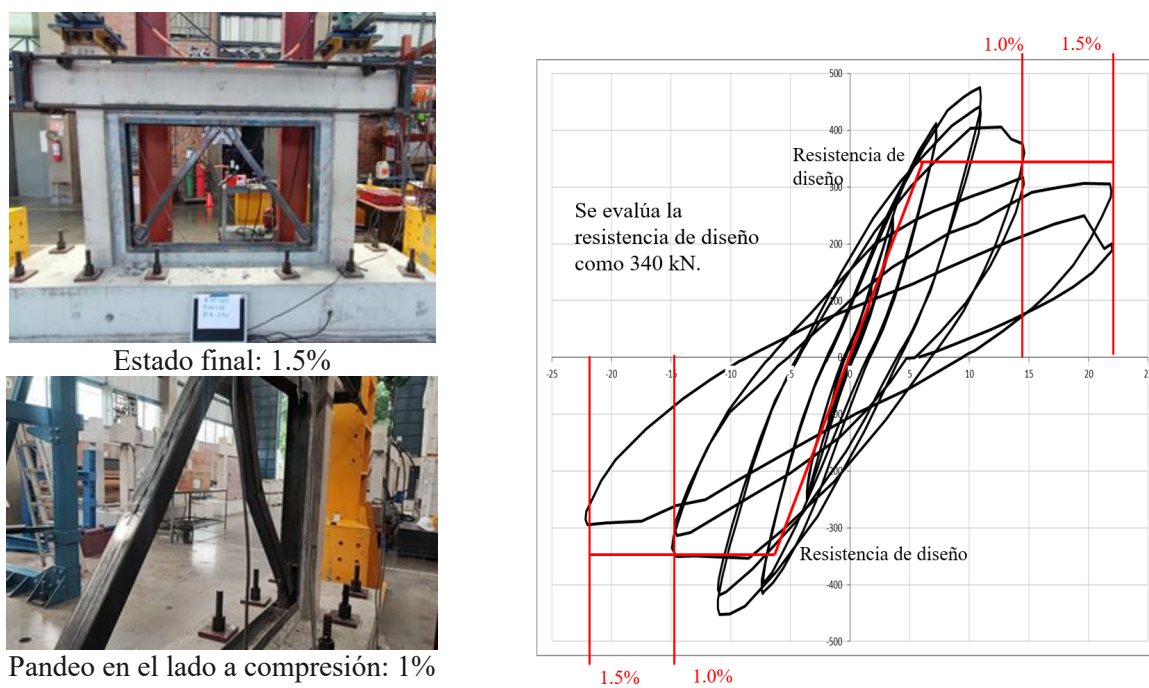 Estado final: 1.5%
Pandeo en el lado a compresión: 1%
1.0%
1.5%
500
400
Resistencia de
diseño
300
Se evalúa la
resistencia de diseño
como 340 kN.
200
100
0
-25
-20
-15
-10
-5
0
5
10
15
20
-300
Resistencia de diseño
-400
-500
1.5%
1.0%